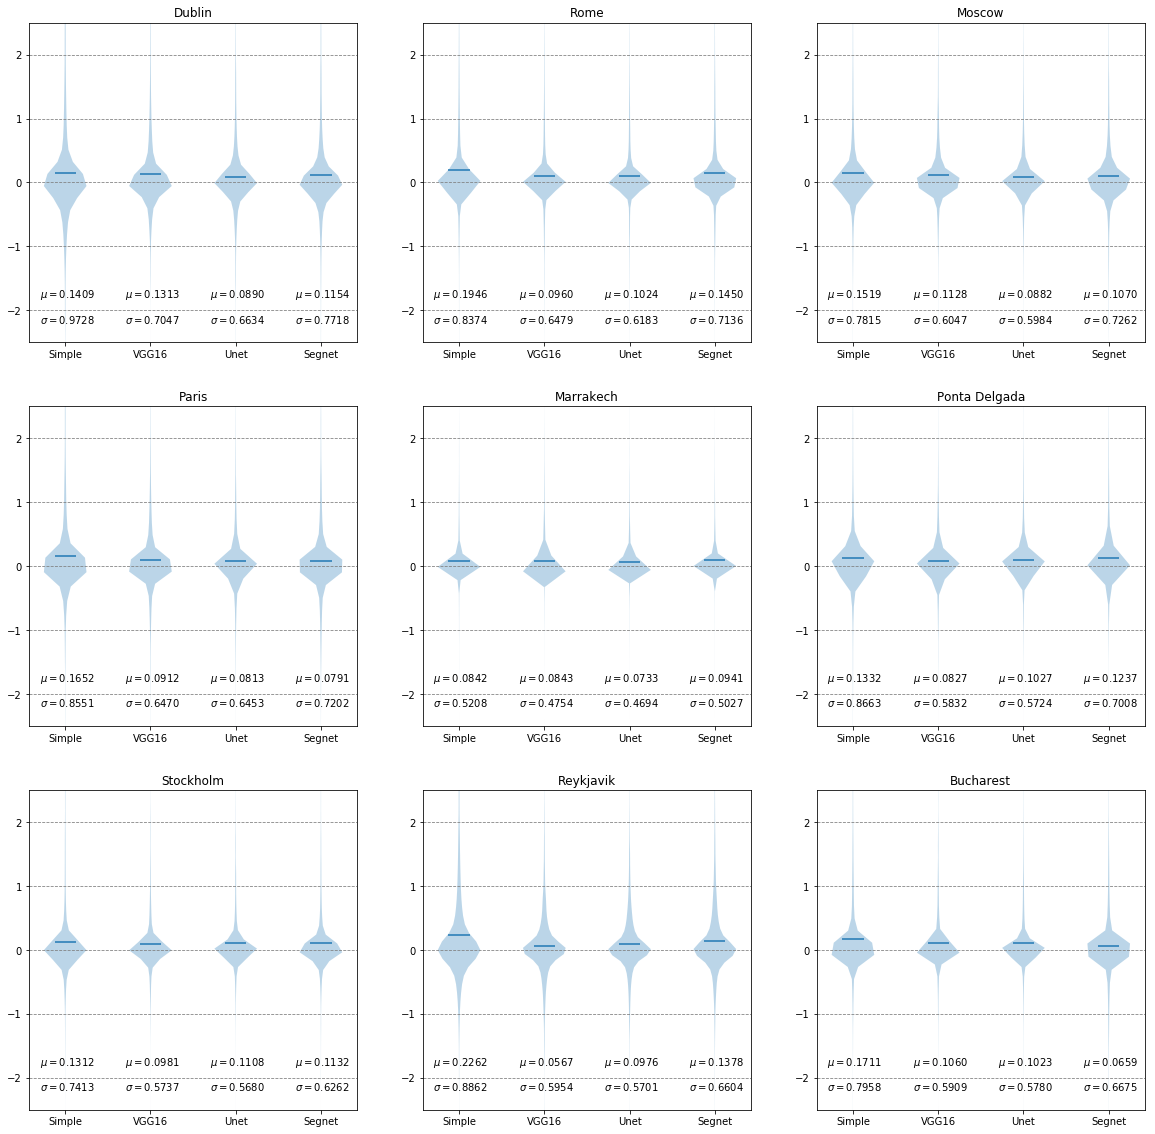 Dublin
2
1
0
−1
−2
μ = 0.1409 μ = 0.1313 μ = 0.0890 μ = 0.1154
σ = 0.9728 σ = 0.7047 σ = 0.6634 σ = 0.7718
Simple VGG16 Unet Segnet
Rome
2
1
0
−1
−2
μ = 0.1946 μ = 0.0960 μ = 0.1024 μ = 0.1450
σ = 0.8374 σ = 0.6479 σ = 0.6183 σ = 0.7136
Simple VGG16 Unet Segnet
Moscow
2
1
0
−1
−2
μ = 0.1519 μ = 0.1128 μ = 0.0882 μ = 0.1070
σ = 0.7815 σ = 0.6047 σ = 0.5984 σ = 0.7262
Simple VGG16 Unet Segnet
Paris
2
1
0
−1
−2
μ = 0.1652 μ = 0.0912 μ = 0.0813 μ = 0.0791
σ = 0.8551 σ = 0.6470 σ = 0.6453 σ = 0.7202
Simple VGG16 Unet Segnet
Marrakech
2
1
0
−1
−2
μ = 0.0842 μ = 0.0843 μ = 0.0733 μ = 0.0941
σ = 0.5208 σ = 0.4754 σ = 0.4694 σ = 0.5027
Simple VGG16 Unet Segnet
Ponta Delgada
2
1
0
−1
−2
μ = 0.1332 μ = 0.0827 μ = 0.1027 μ = 0.1237
σ = 0.8663 σ = 0.5832 σ = 0.5724 σ = 0.7008
Simple VGG16 Unet Segnet
Stockholm
2
1
0
−1
−2
μ = 0.1312 μ = 0.0981 μ = 0.1108 μ = 0.1132
σ = 0.7413 σ = 0.5737 σ = 0.5680 σ = 0.6262
Simple VGG16 Unet Segnet
Reykjavik
2
1
0
−1
−2
μ = 0.2262 μ = 0.0567 μ = 0.0976 μ = 0.1378
σ = 0.8862 σ = 0.5954 σ = 0.5701 σ = 0.6604
Simple VGG16 Unet Segnet
Bucharest
2
1
0
−1
−2
μ = 0.1711 μ = 0.1060 μ = 0.1023 μ = 0.0659
σ = 0.7958 σ = 0.5909 σ = 0.5780 σ = 0.6675
Simple VGG16 Unet Segnet